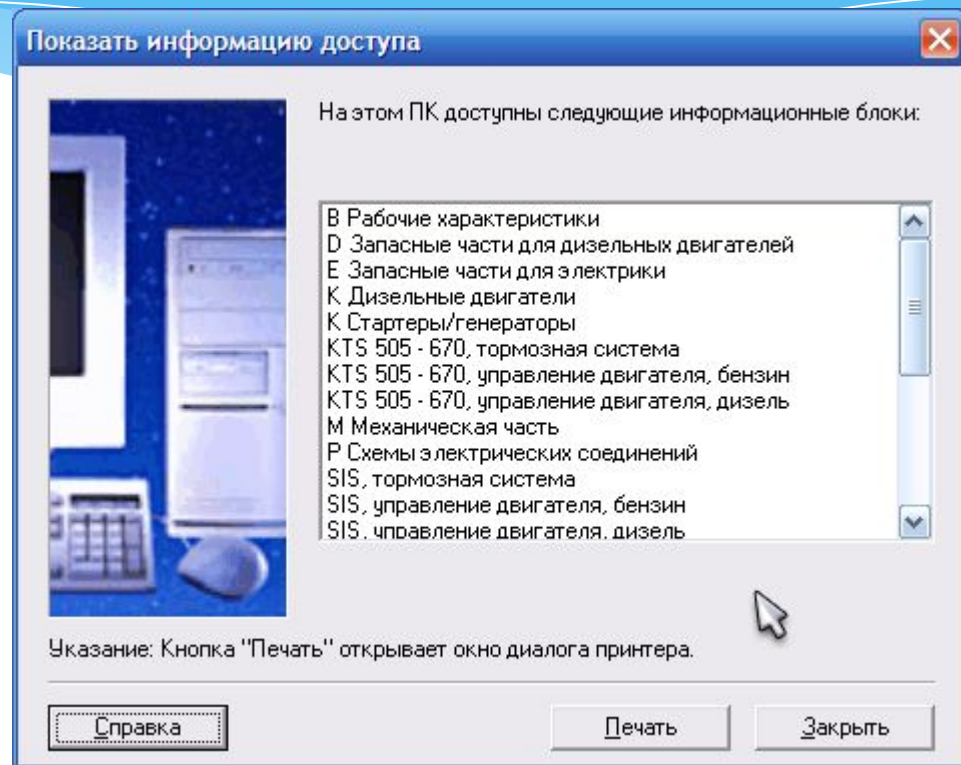 Показать информацию доступа
На этом ПК доступны следующие информационные блоки:
B Рабочие характеристики
D Запасные части для дизельных двигателей
E Запасные части для электрики
K Дизельные двигатели
K Стартеры/генераторы
KTS 505 - 670, тормозная система
KTS 505 - 670, управление двигателя, бензин
KTS 505 - 670, управление двигателя, дизель
M Механическая часть
P Схемы электрических соединений
SIS, тормозная система
SIS, управление двигателя, бензин
SIS, управление двигателя, дизель
Указание: Кнопка "Печать" открывает окно диалога принтера.
Справка
Печать
Закрыть